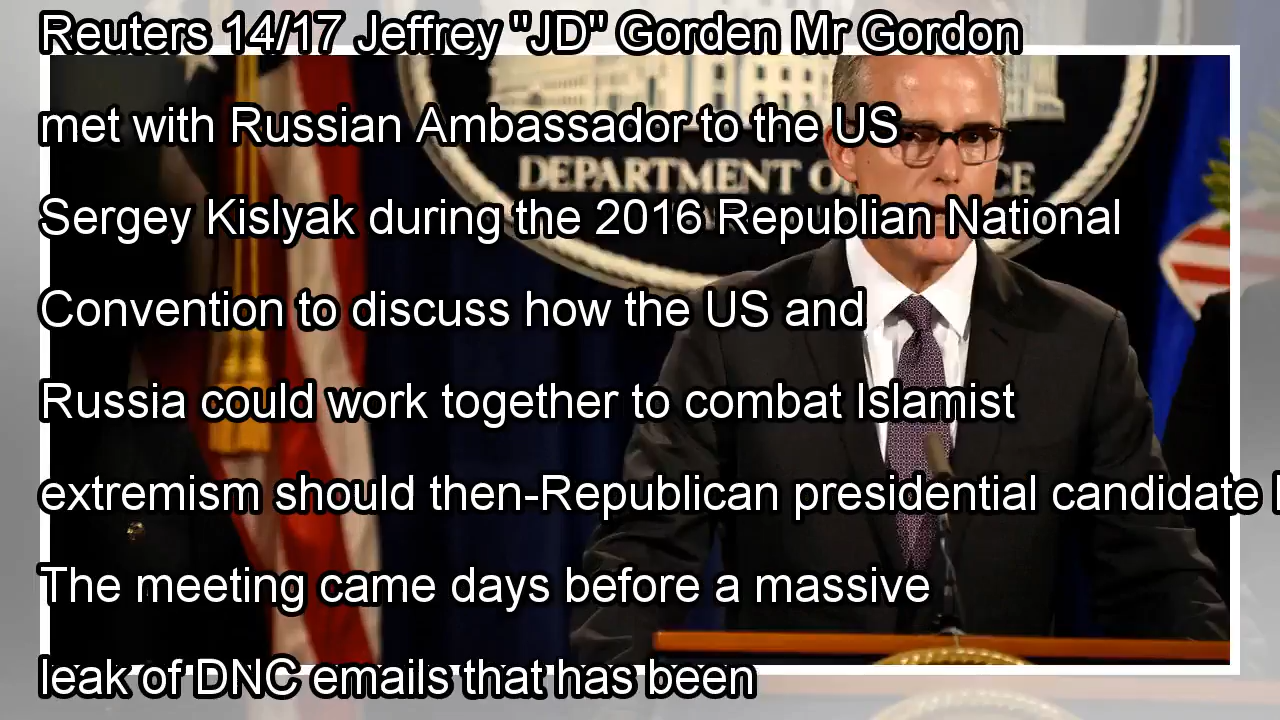 Reuters 14/17 Jeffrey "JD" Gorden Mr Gordon
met with Russian Ambassador to the US
Sergey Kislyak during the 2016 Republian National
Convention to discuss how the US and
Russia could work together to combat Islamist
extremism should then-Republican presidential candidate
The meeting came days before a massive
leak of DNC emails that has been
DEPARTMENT